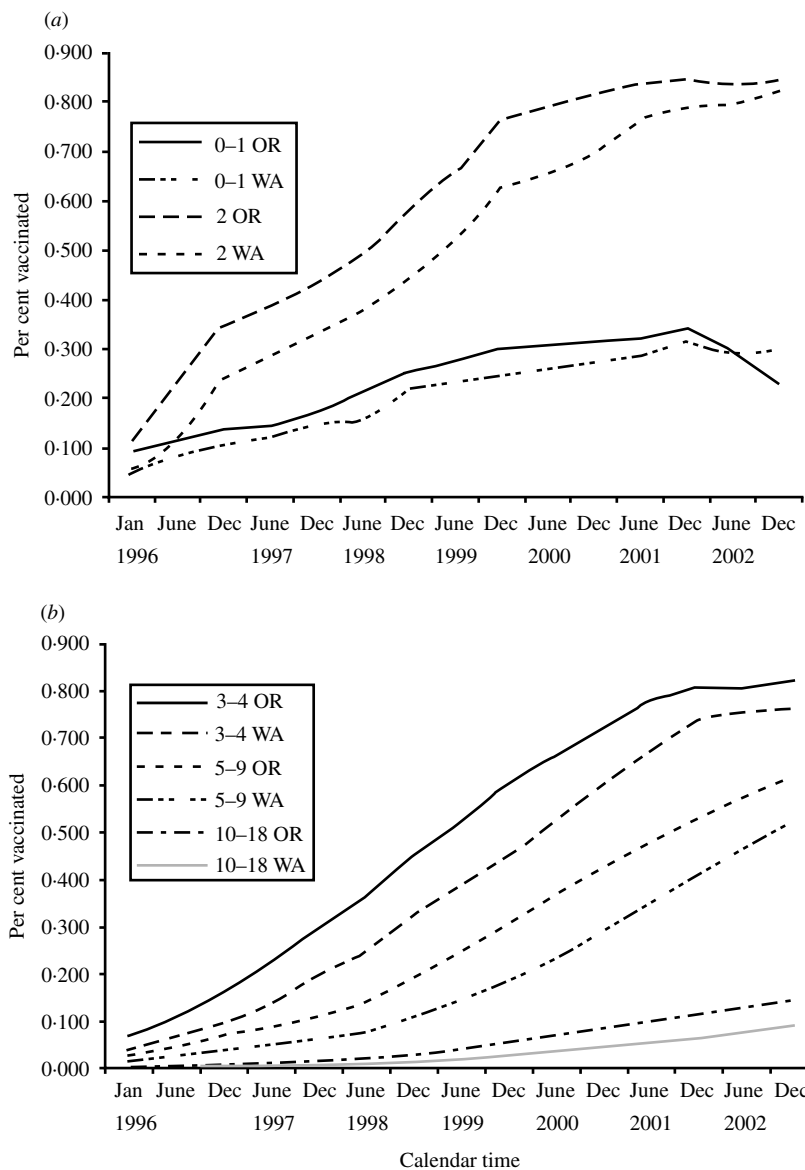 (a)
0·900
0·800
0·700
0·600
0·500
0·400
0·300
0·200
0·100
0·000
Per cent vaccinated
0–1 OR
0–1 WA
2 OR
2 WA
Jan June Dec June Dec June Dec June Dec June Dec June Dec June Dec
1996 1997 1998 1999 2000 2001 2002
(b)
0·900
0·800
0·700
0·600
0·500
0·400
0·300
0·200
0·100
0·000
Per cent vaccinated
3–4 OR
3–4 WA
5–9 OR
5–9 WA
10–18 OR
10–18 WA
Jan June Dec June Dec June Dec June Dec June Dec June Dec June Dec
1996 1997 1998 1999 2000 2001 2002
Calendar time